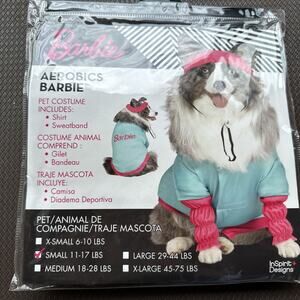 Barbie
AEROBICS
BARBIE
PET COSTUME
INCLUDES:
• Shirt
• Sweatband
COSTUME ANIMAL
COMPREND :
• Gilet
• Bandeau
TRAJE MASCOTA
INCLUYE:
• Camisa
• Diadema Deportiva
Barbie
PET/ANIMAL DE
COMPAGNIE/TRAJE MASCOTA
X-SMALL 6-10 LBS
SMALL 11-17 LBS
MEDIUM 18-28 LBS
LARGE 29-44 LBS
X-LARGE 45-75 LBS
InSpirit
Designs